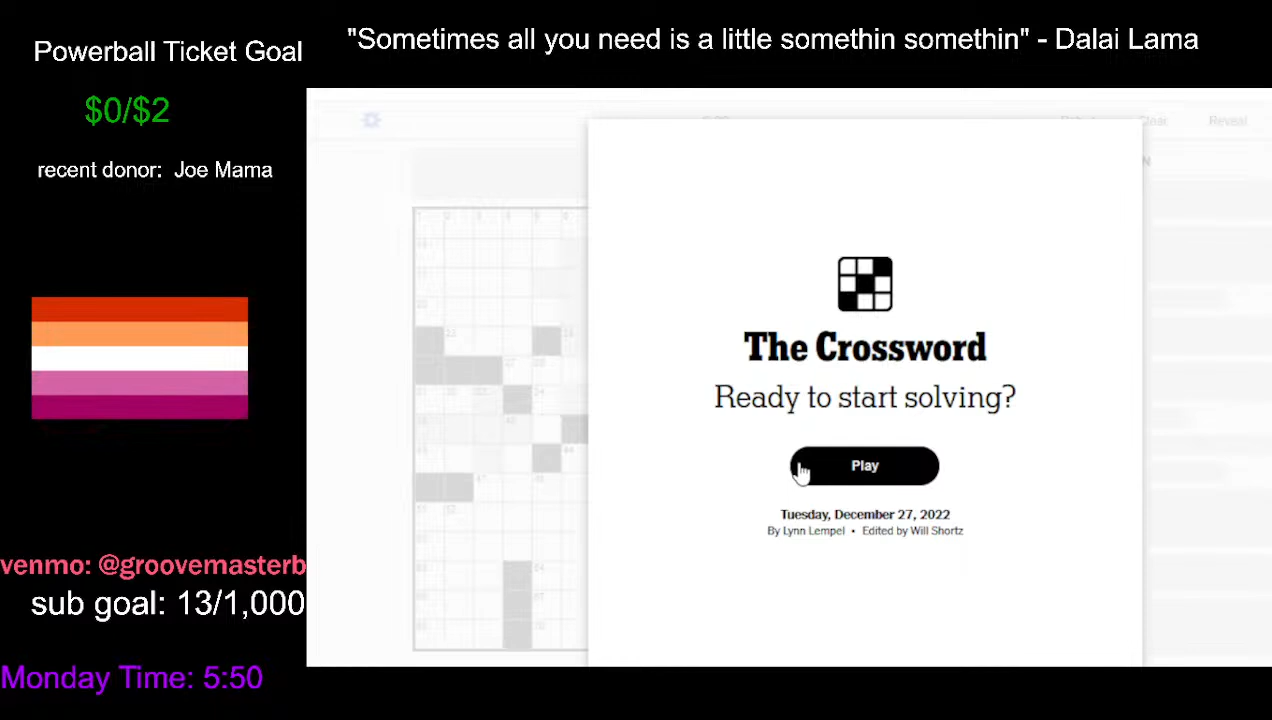 "Sometimes all you need is a little somethin somethin" - Dalai Lama
Powerball Ticket Goal
$0/$2
recent donor: Joe Mama
Clear
Reveal
The Crossword
Ready to start solving?
Play
Tuesday, December 27, 2022
By Lynn Lempel • Edited by Will Shortz
venmo: @groovemasterb
sub goal: 13/1,000
Monday Time: 5:50